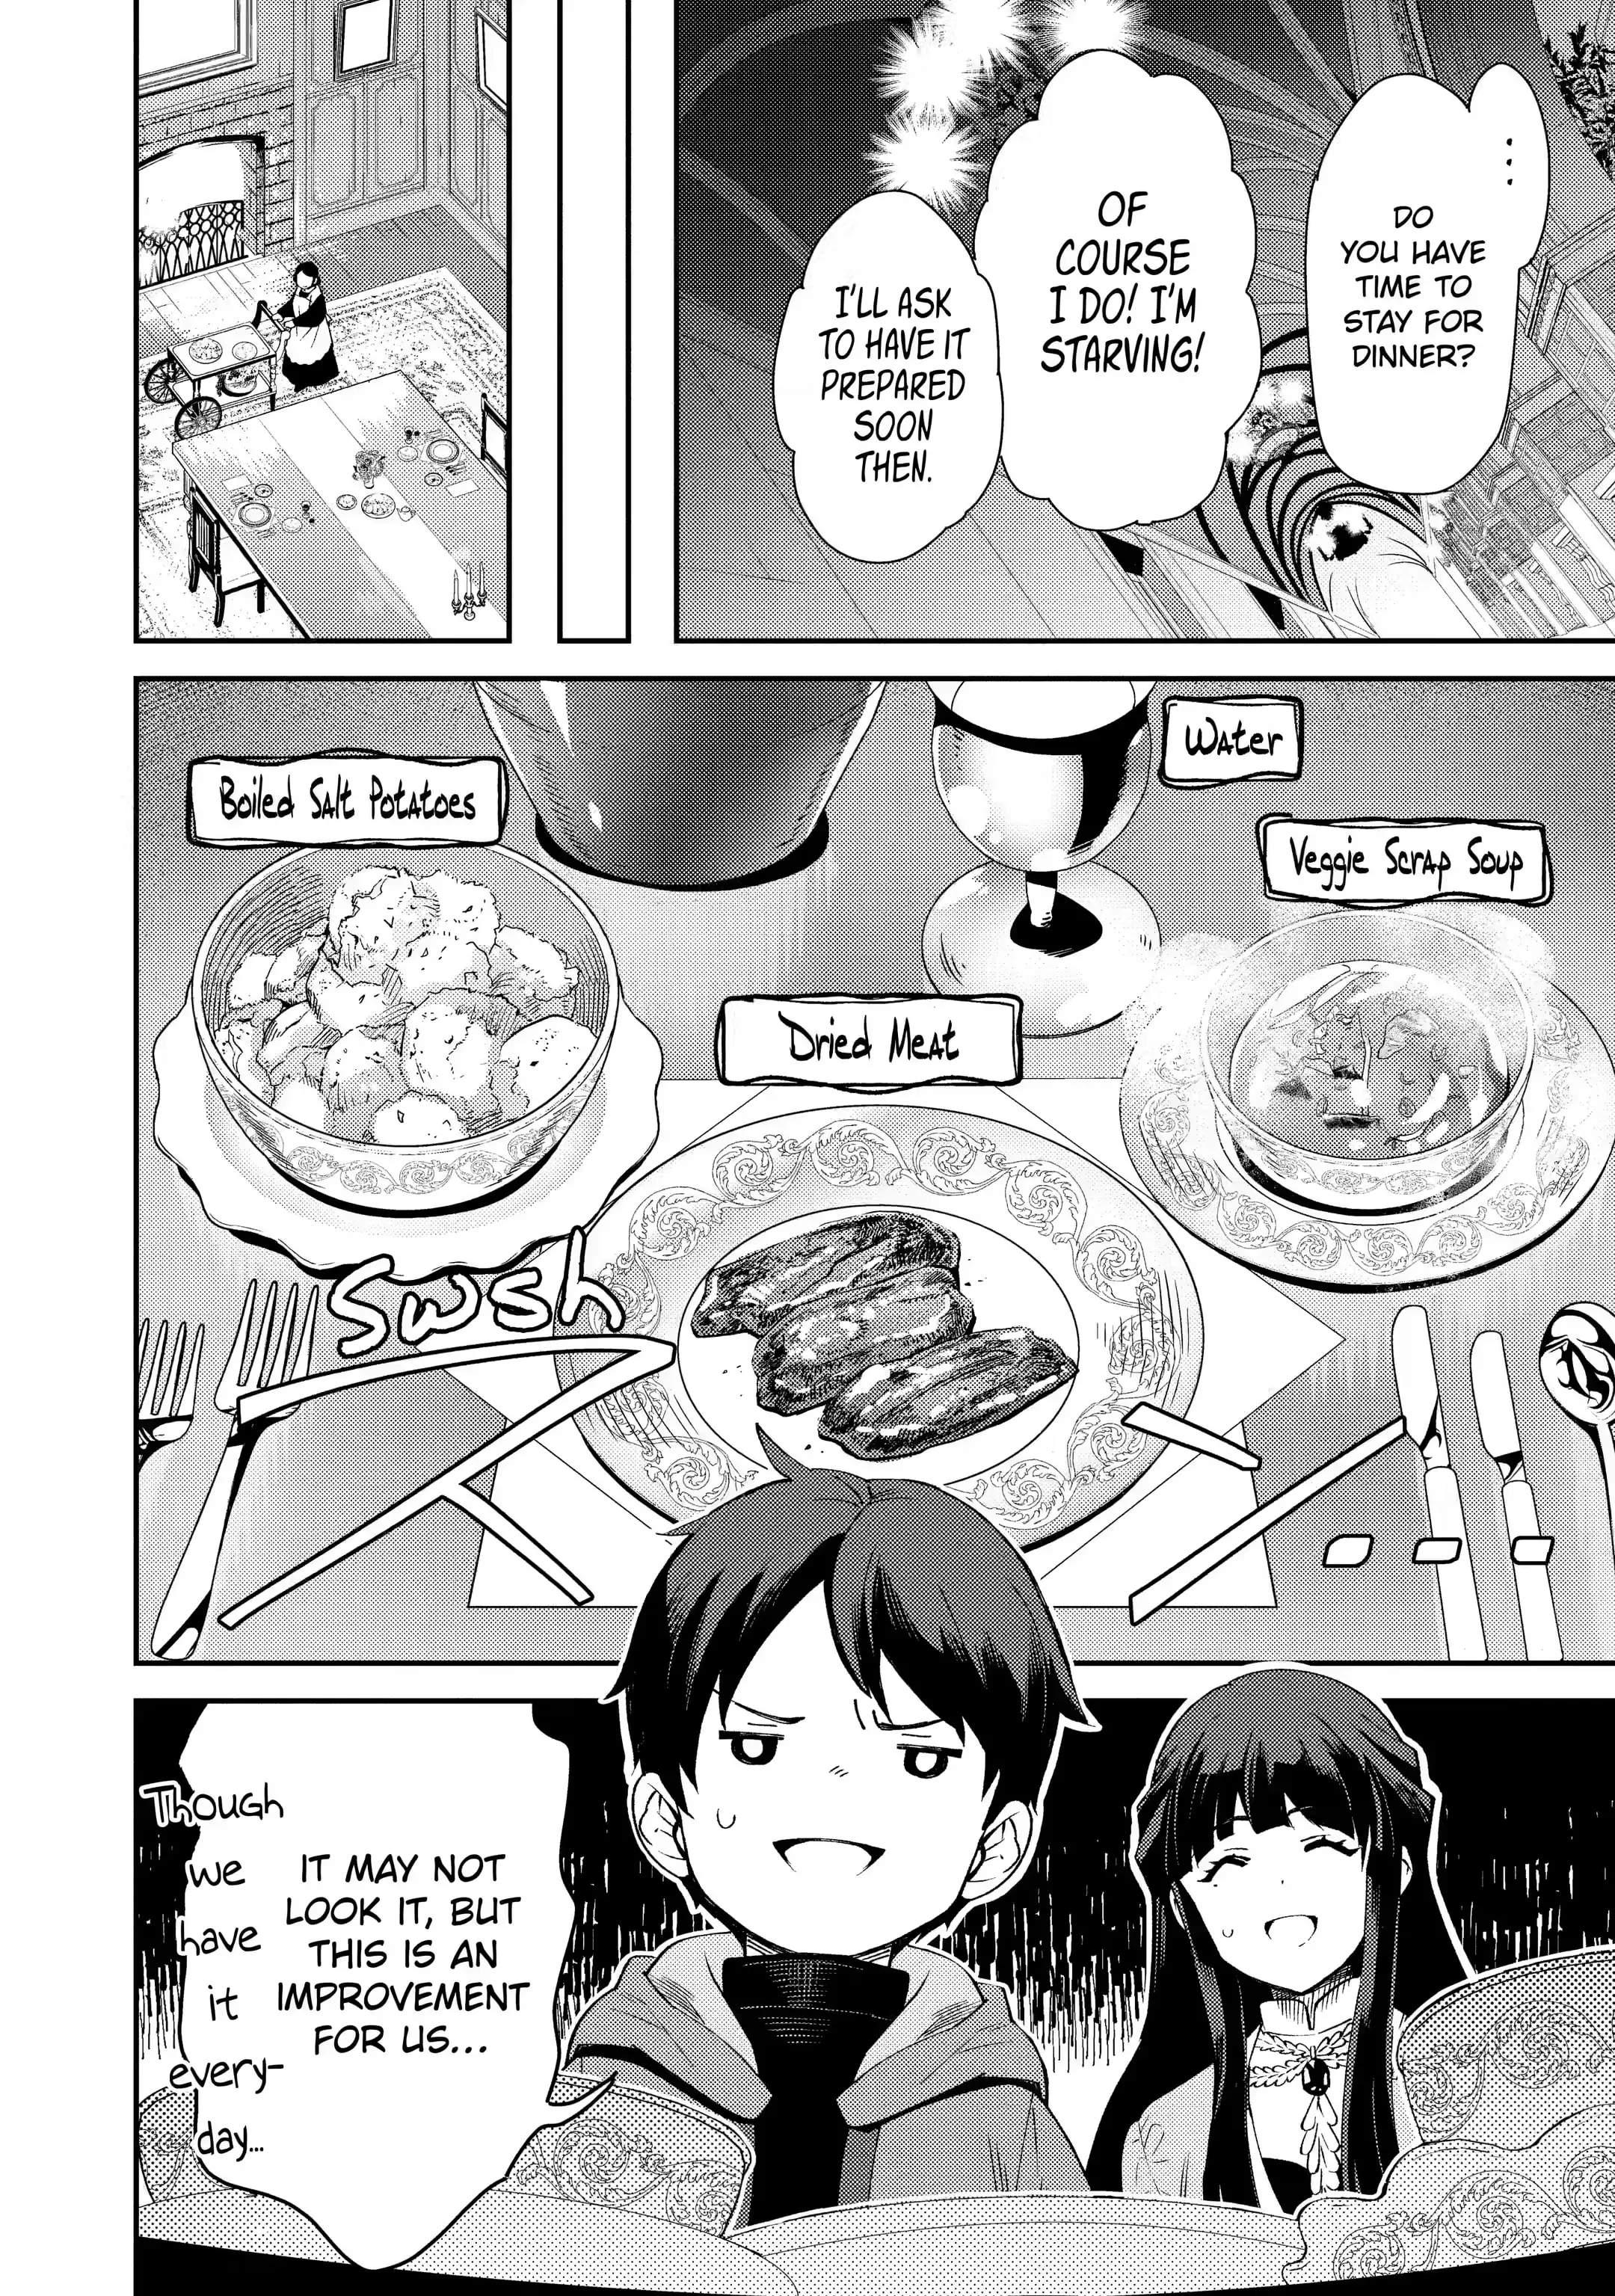 ...
DO
YOU HAVE
TIME TO
STAY FOR
DINNER?
OF
COURSE
I DO! I'M
STARVING!
I'LL ASK
TO HAVE IT
PREPARED
SOON
THEN.
Water
Veggie Scrap Soup
Boiled Salt Potatoes
Dried Meat
swsh
スッ…
IT MAY NOT
LOOK IT, BUT
THIS IS AN
IMPROVEMENT
FOR US...
Though
we
have
it
every-
day...